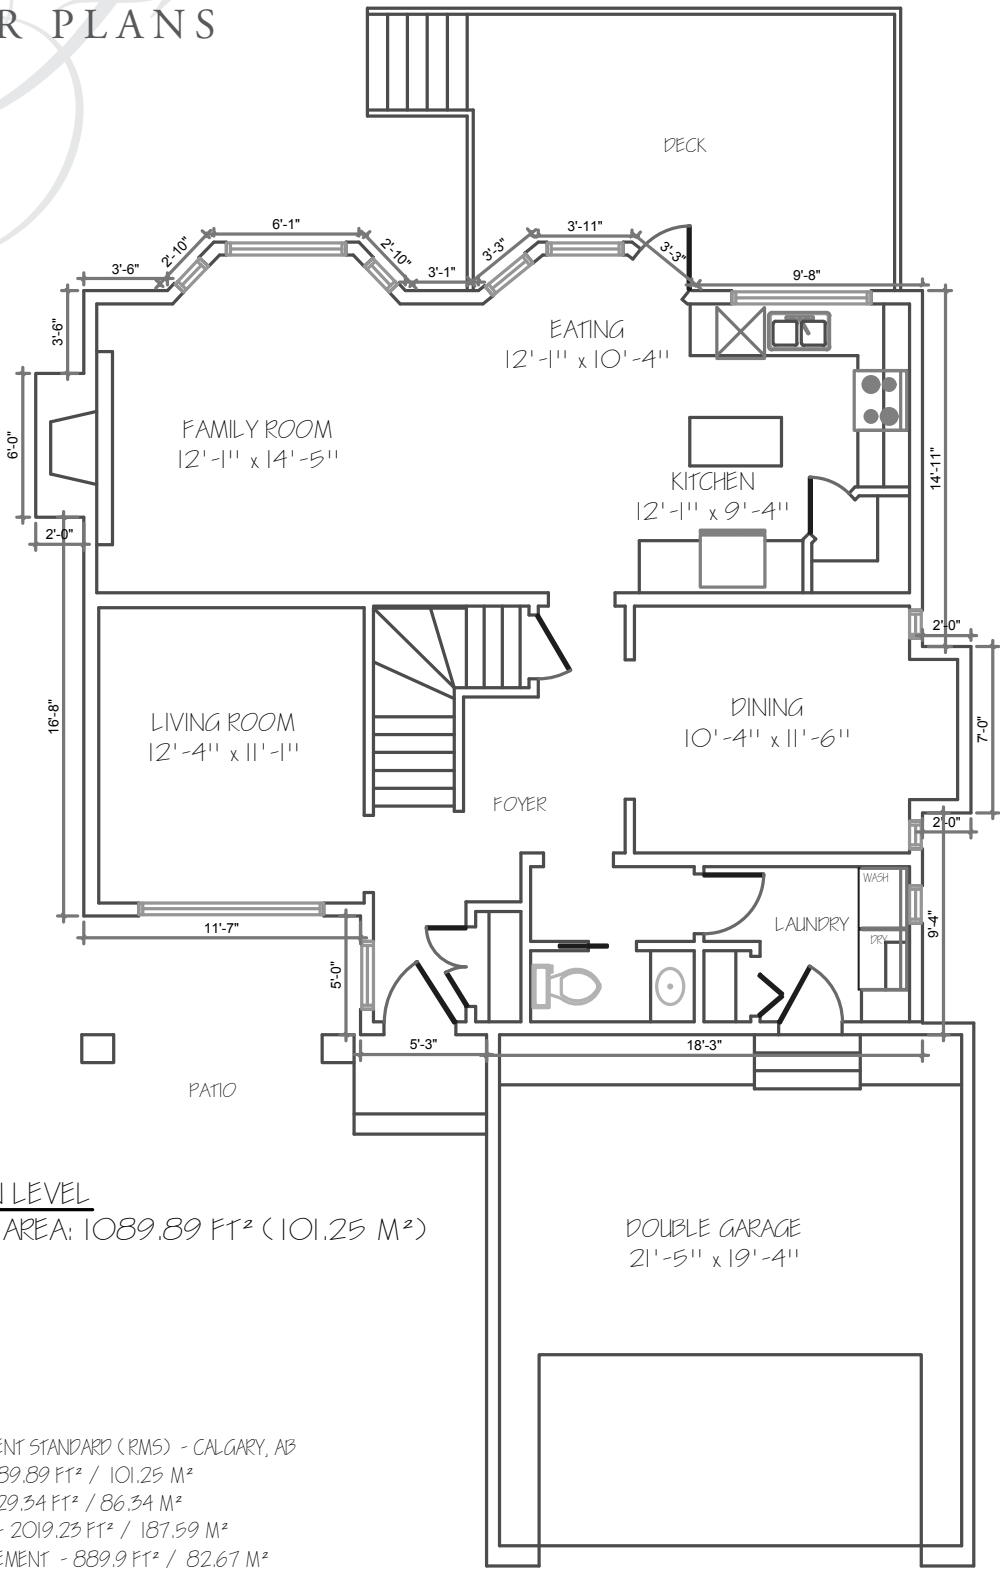 R PLANS
DECK
6'-1"
3'-11"
2'-10"
2'-10"
3'-3"
3'-3"
3'-6"
3'-1"
9'-8"
3'-6"
EATING
12'-1" x 10'-4"
FAMILY ROOM
12'-1" x 14'-5"
6'-0"
14'-11"
KITCHEN
12'-1" x 9'-4"
2'-0"
2'-0"
16'-8"
LIVING ROOM
12'-4" x 11'-1"
DINING
10'-4" x 11'-6"
7'-0"
FOYER
2'-0"
WASH
LAUNDRY
9'-4"
11'-7"
DRY
5'-0"
5'-3"
18'-3"
PATIO
LEVEL
AREA: 1089.89 FT² (101.25 M²)
DOUBLE GARAGE
21'-5" x 19'-4"
STANDARD (RMS) - CALGARY, AB
89.89 FT² / 101.25 M²
29.34 FT² / 86.34 M²
- 2019.23 FT² / 187.59 M²
EMENT - 889.9 FT² / 82.67 M²